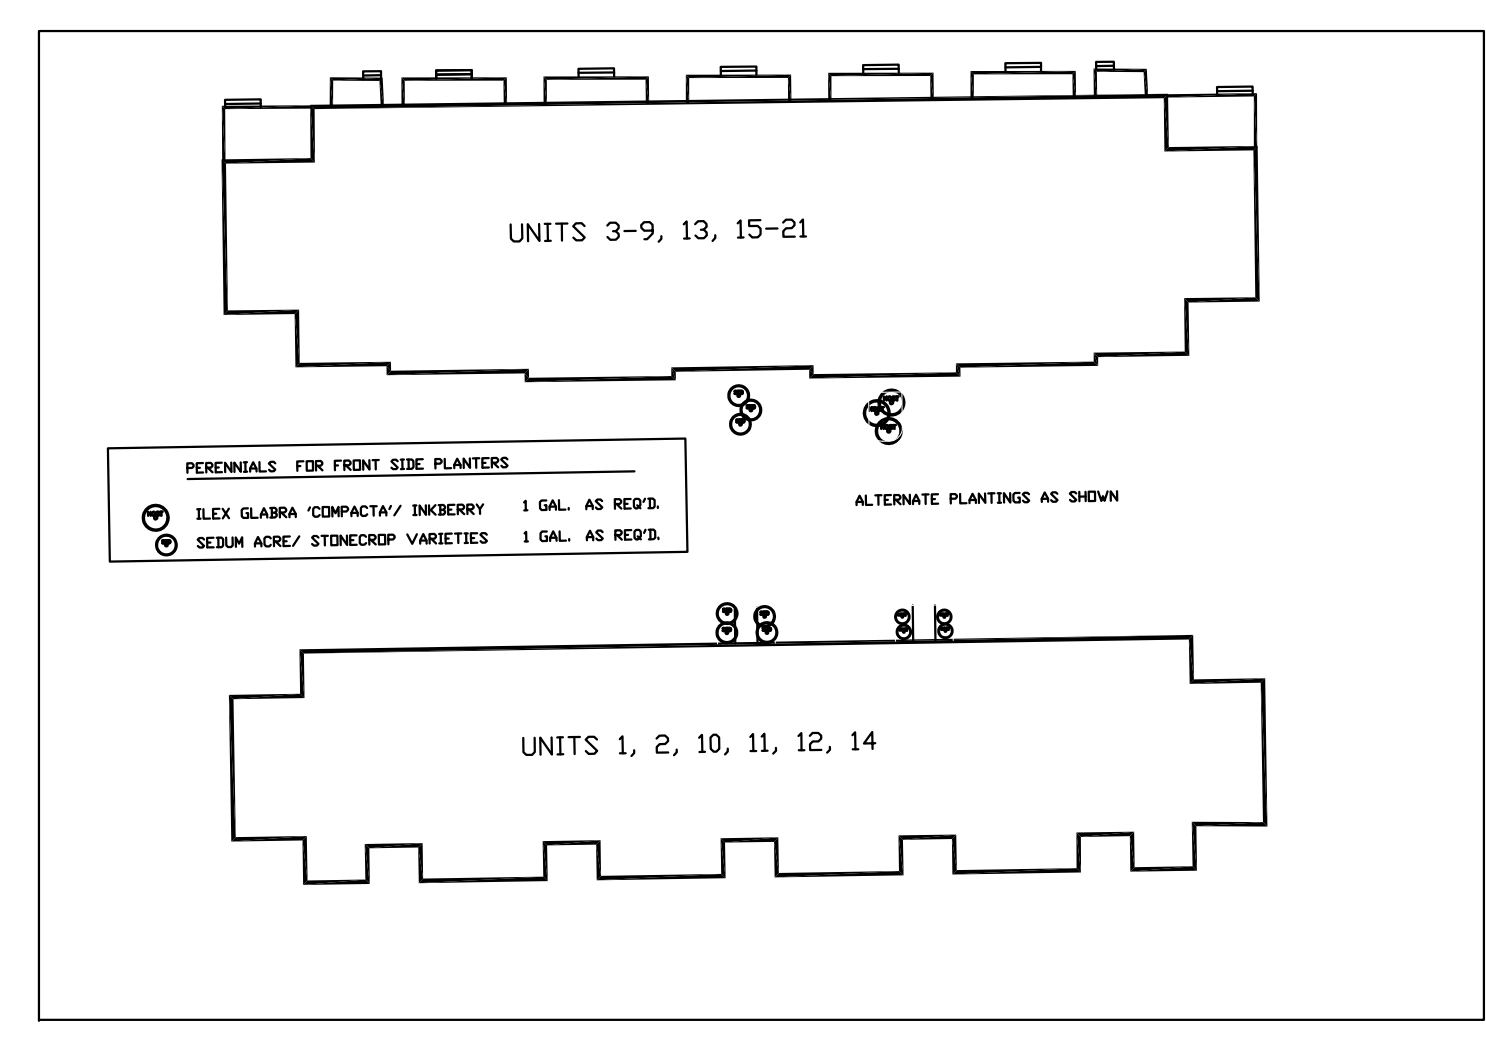 UNITS 3-9, 13, 15-21
PERENNIALS FOR FRONT SIDE PLANTERS
ILEX GLABRA 'COMPACTA'/ INKBERRY 1 GAL. AS REQ'D.
SEDUM ACRE/ STONECROP VARIETIES 1 GAL. AS REQ'D.
ALTERNATE PLANTINGS AS SHOWN
UNITS 1, 2, 10, 11, 12, 14